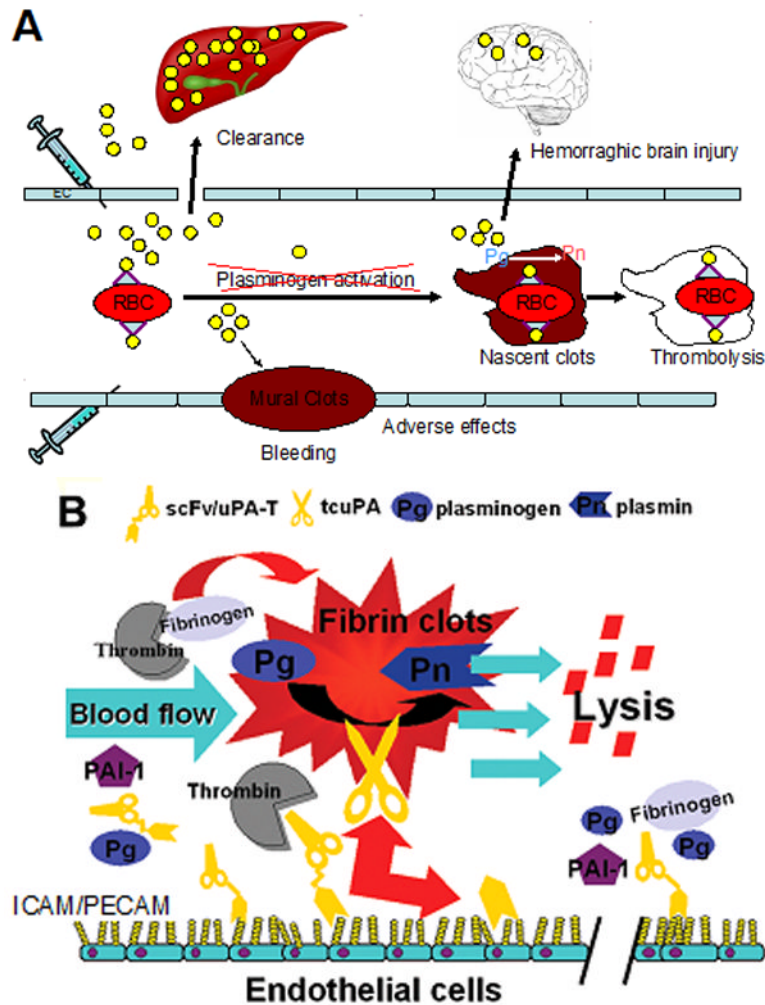 A
Clearance
Hemorraghic brain injury
EC
Pg Pn
Plasminogen activation
RBC
RBC
RBC
Nascent clots
Thrombolysis
Mural Clots
Adverse effects
Bleeding
B
scFv/uPA-T tcuPA Pg plasminogen Pn plasmin
Fibrinogen
Thrombin
Fibrin clots
Pg
Pn
Blood flow
Lysis
PAI-1
Thrombin
Pg
Fibrinogen
Pg
Pg
PAI-1
ICAM/PECAM
Endothelial cells